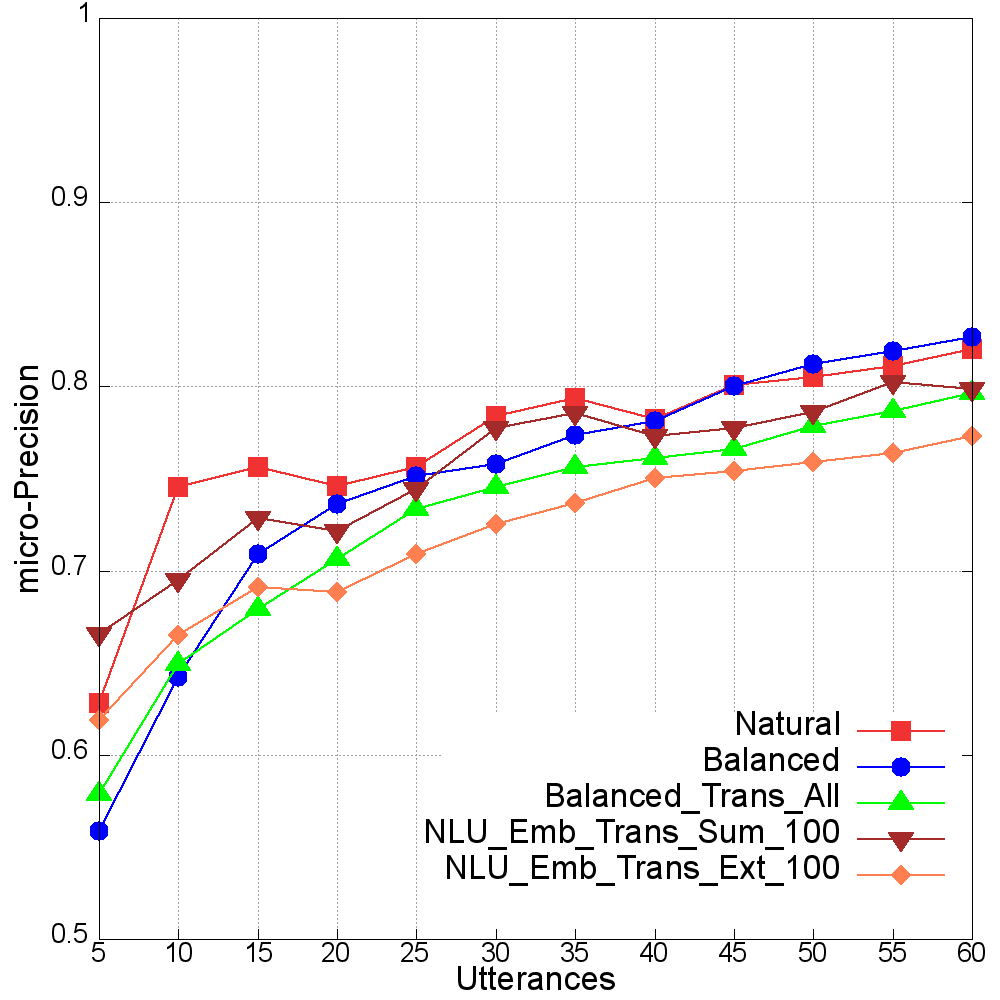 1
0.9
0.8
0.7
0.6
0.5
micro-Precision
Natural
Balanced
Balanced_Trans_All
NLU_Emb_Trans_Sum_100
NLU_Emb_Trans_Ext_100
5 10 15 20 25 30 35 40 45 50 55 60
Utterances